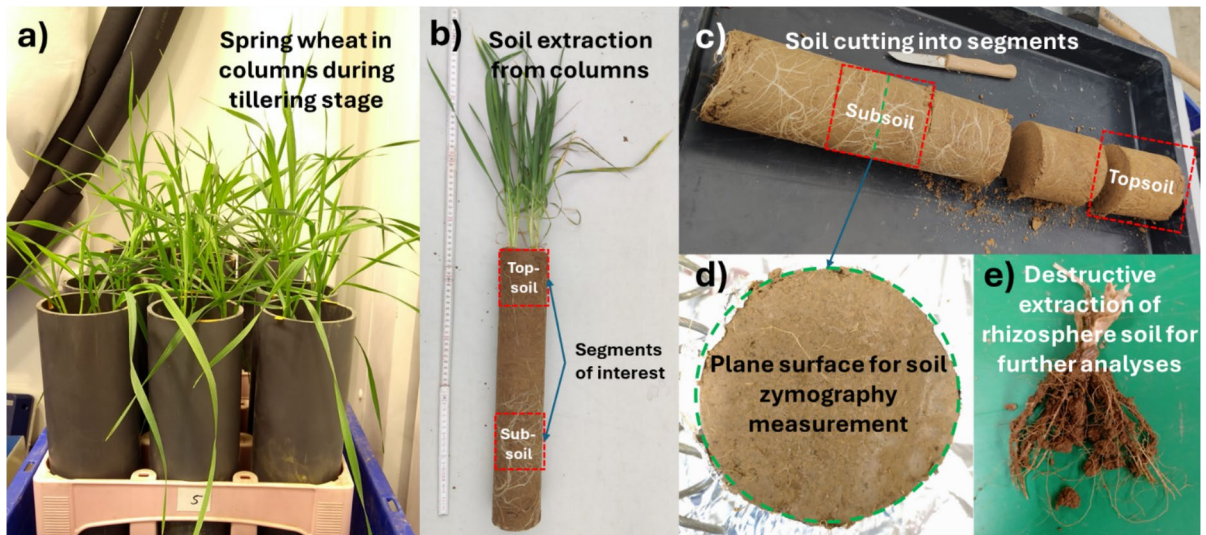 a)
Spring wheat in
columns during
tillering stage
5
b)
Soil extraction
from columns
Top-
soil
Segments
of interest
Sub-
soil
c)
Soil cutting into segments
Subsoil
Topsoil
d)
Plane surface for soil
zymography
measurement
e)
Destructive
extraction of
rhizosphere soil for
further analyses